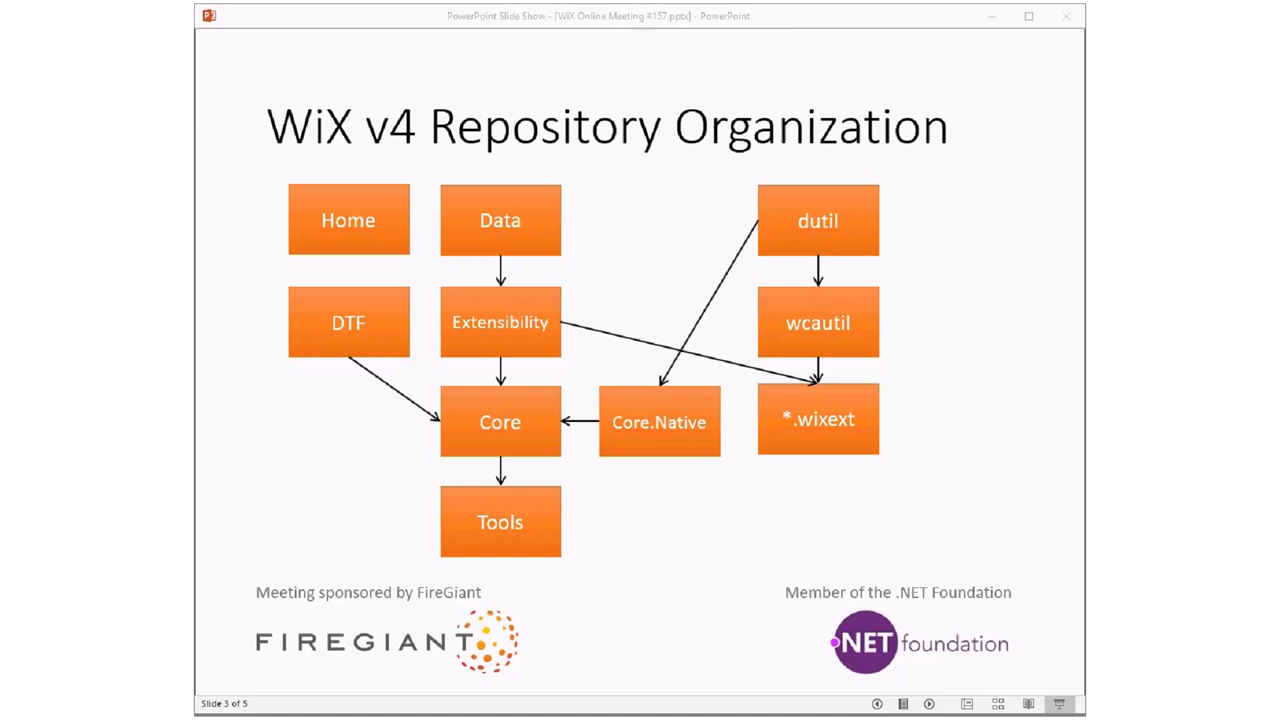 PowerPoint Slide Show - [WiX Online Meeting #157.pptx] - PowerPoint
WiX v4 Repository Organization
Home
Data
dutil
DTF
Extensibility
wcautil
Core
Core.Native
*.wixext
Tools
Meeting sponsored by FireGiant
Member of the .NET Foundation
FIREGIANT
.NET foundation
Slide 3 of 5